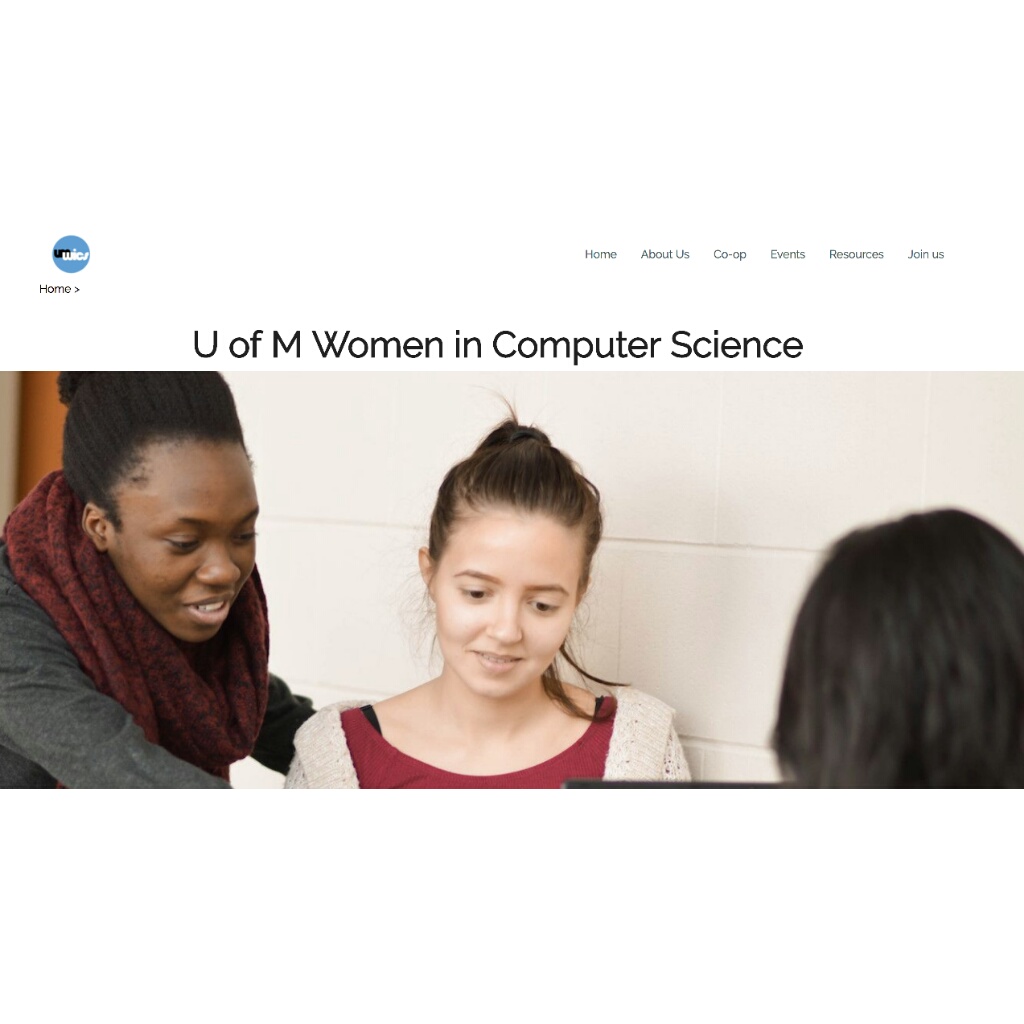 umwics
Home About Us Co-op Events Resources Join us
Home >
U of M Women in Computer Science